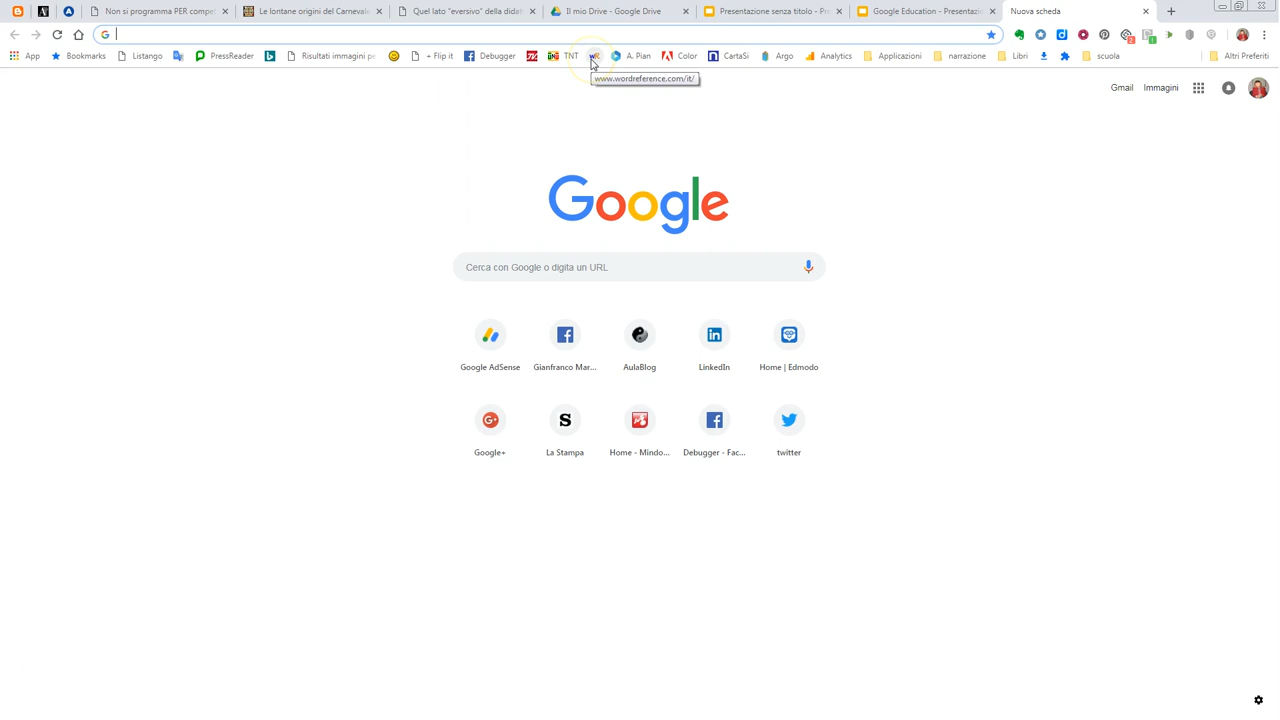 Non si programma PER compet
Le lontane origini del Carnevale
Quel lato "eversivo" della didat
Il mio Drive - Google Drive
Presentazione senza titolo - Pr
Google Education - Presentazio
Nuova scheda
App
Bookmarks
Listango
PressReader
Risultati immagini pe
+ Flip it
Debugger
TNT
A. Pian
Color
CartaSi
Argo
Analytics
Applicazioni
narrazione
Libri
scuola
Altri Preferiti
www.wordreference.com/it/
Gmail
Immagini
Google
Cerca con Google o digita un URL
Google AdSense
Gianfranco Mar...
AulaBlog
LinkedIn
Home | Edmodo
Google+
La Stampa
Home - Mindo...
Debugger - Fac...
twitter